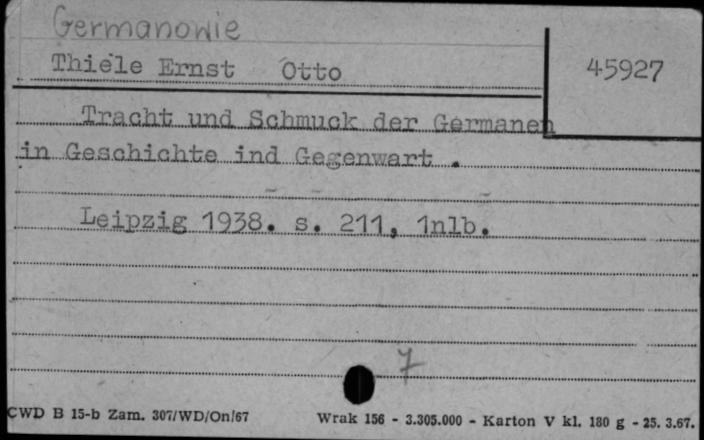 Germanowie
Thiele Ernst Otto
45927
Tracht und Schmuck der Germanen
in Geschichte ind Gegenwart .
Leipzig 1938. s. 211, 1nlb.
7
CWD B 15-b Zam. 307/WD/On/67
Wrak 156 - 3.305.000 - Karton V kl. 180 g - 25. 3.67.